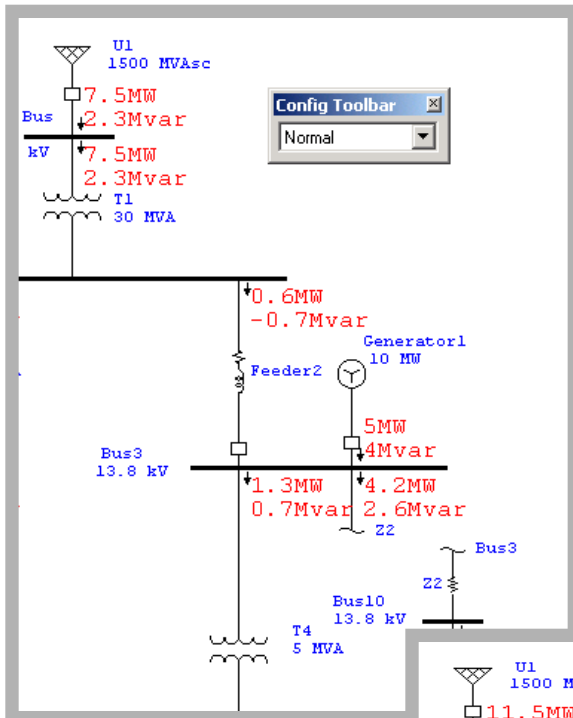 U1
1500 MVAsc
7.5MW
Bus
2.3Mvar
kV
7.5MW
2.3Mvar
T1
30 MVA
Config Toolbar
Normal
0.6MW
-0.7Mvar
Generator1
10 MW
Feeder2
5MW
4Mvar
Bus3
13.8 kV
1.3MW
4.2MW
0.7Mvar
2.6Mvar
Z2
Bus3
Z2
Bus10
13.8 kV
T4
5 MVA
U1
1500 M
11.5MW